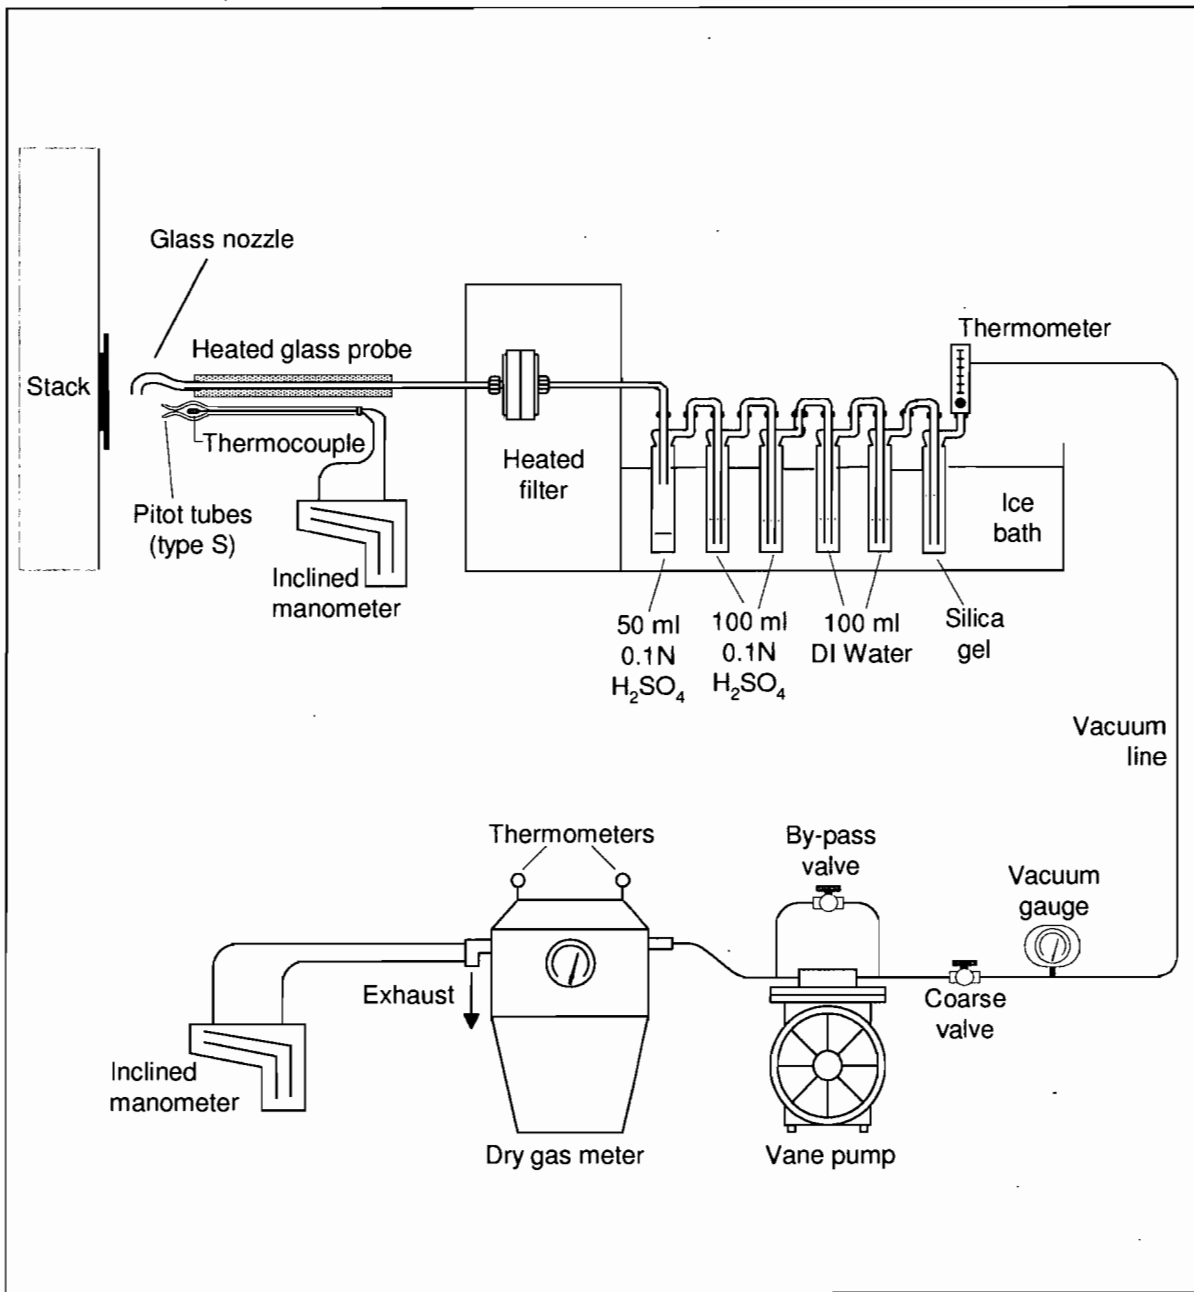 Glass nozzle
Stack
Heated glass probe
Thermocouple
Pitot tubes
(type S)
Inclined
manometer
Heated
filter
Thermometer
Ice
bath
50 ml
0.1N
H₂SO₄
100 ml
0.1N
H₂SO₄
100 ml
DI Water
Silica
gel
Vacuum
line
Thermometers
By-pass
valve
Vacuum
gauge
Exhaust
Coarse
valve
Inclined
manometer
Dry gas meter
Vane pump